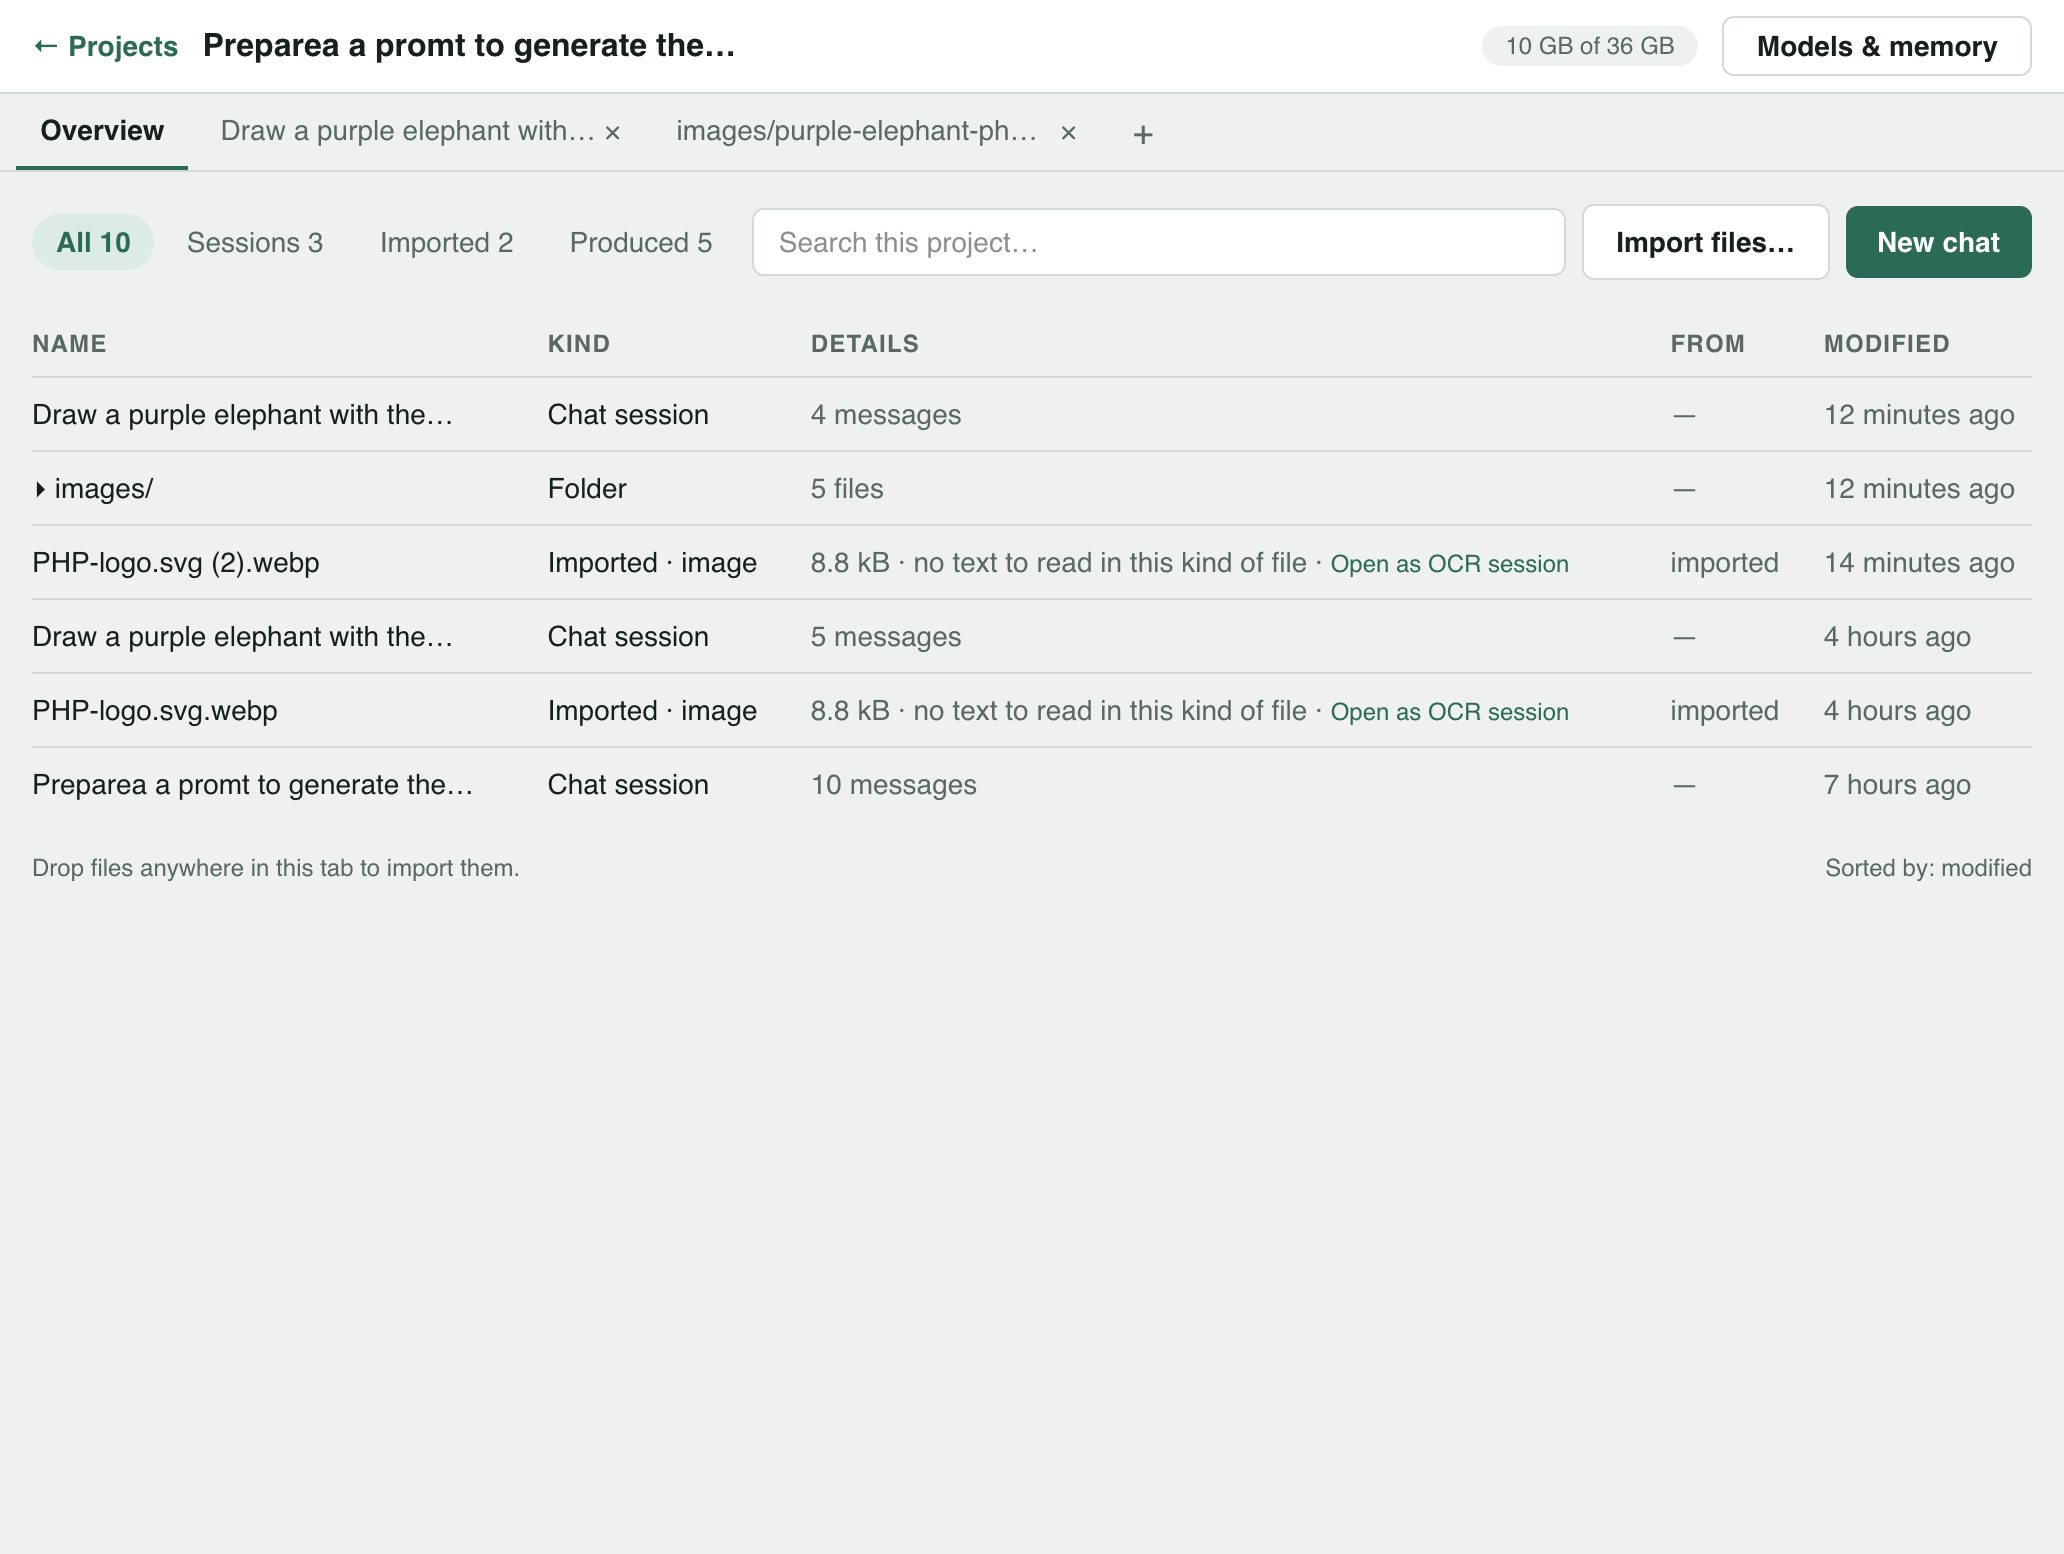 ← Projects Preparea a promt to generate the… 10 GB of 36 GB Models & memory
Overview Draw a purple elephant with… × images/purple-elephant-ph… × +
All 10 Sessions 3 Imported 2 Produced 5 Search this project… Import files… New chat
NAME KIND DETAILS FROM MODIFIED
Draw a purple elephant with the… Chat session 4 messages — 12 minutes ago
images/ Folder 5 files — 12 minutes ago
PHP-logo.svg (2).webp Imported · image 8.8 kB · no text to read in this kind of file · Open as OCR session imported 14 minutes ago
Draw a purple elephant with the… Chat session 5 messages — 4 hours ago
PHP-logo.svg.webp Imported · image 8.8 kB · no text to read in this kind of file · Open as OCR session imported 4 hours ago
Preparea a promt to generate the… Chat session 10 messages — 7 hours ago
Drop files anywhere in this tab to import them. Sorted by: modified